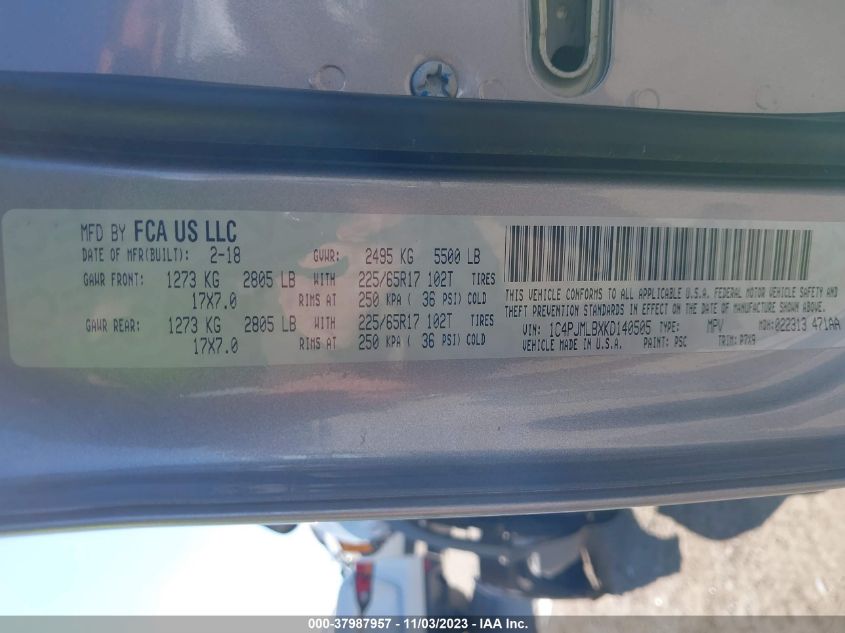 MFD BY FCA US LLC
DATE OF MFR(BUILT): 2-18 GVWR: 2495 KG 5500 LB
GAWR FRONT: 1273 KG 2805 LB WITH 225/65R17 102T TIRES
17X7.0 RIMS AT 250 KPA ( 36 PSI) COLD
GAWR REAR: 1273 KG 2805 LB WITH 225/65R17 102T TIRES
17X7.0 RIMS AT 250 KPA ( 36 PSI) COLD
THIS VEHICLE CONFORMS TO ALL APPLICABLE U.S.A. FEDERAL MOTOR VEHICLE SAFETY AND
THEFT PREVENTION STANDARDS IN EFFECT ON THE DATE OF MANUFACTURE SHOWN ABOVE.
VIN: 1C4PJMLBXKD140505 TYPE: MPV MDH: 022313 471AA
VEHICLE MADE IN U.S.A. PAINT: PSC TRIM: P7X9
000-37987957 - 11/03/2023 - IAA Inc.